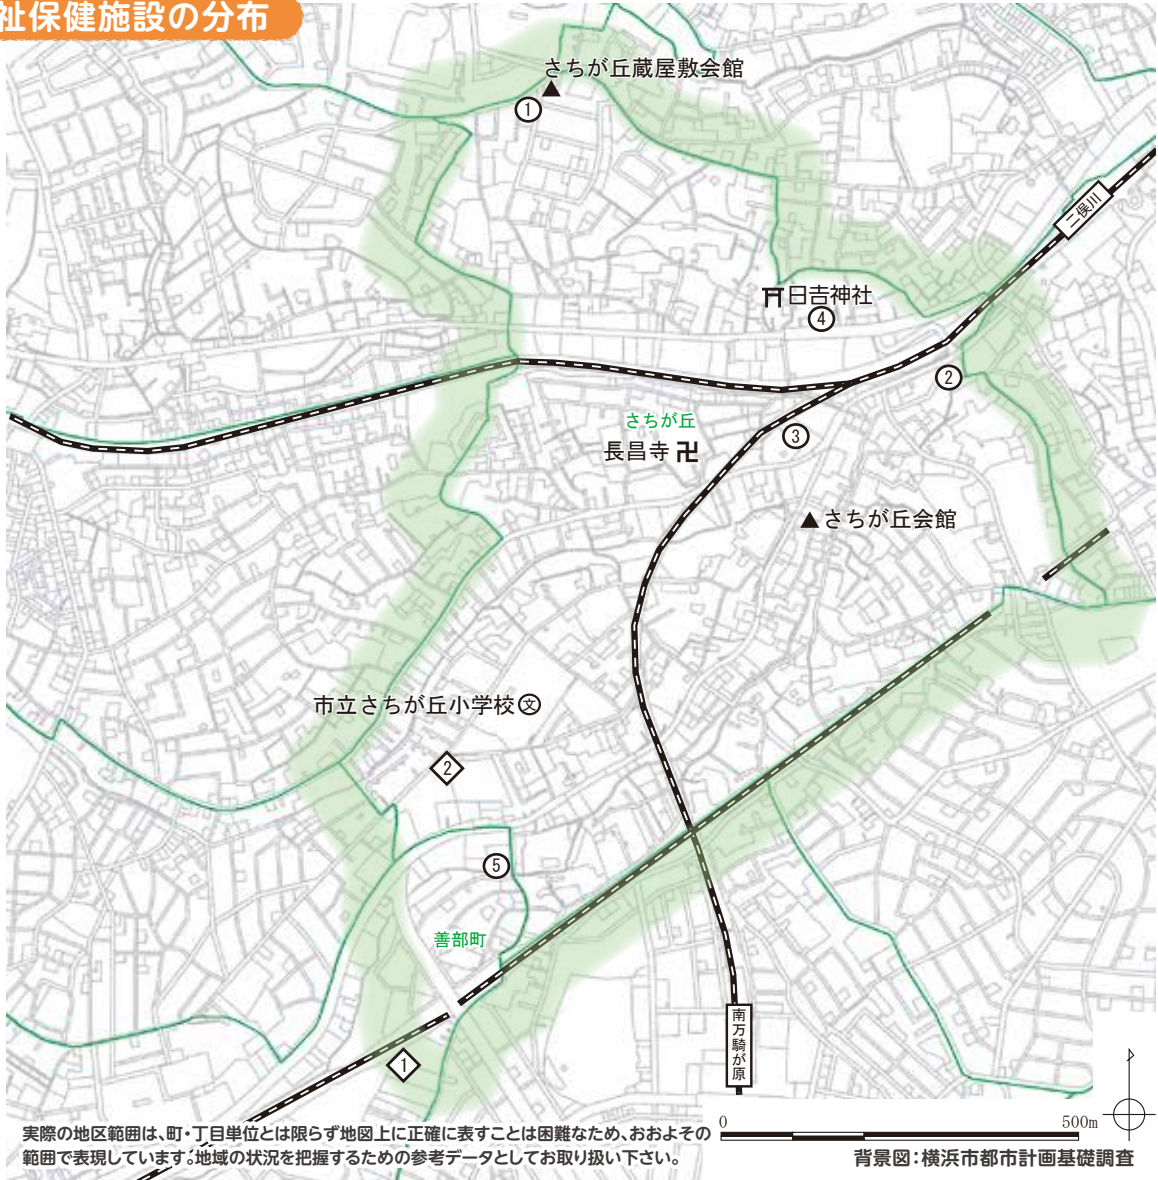 祉保健施設の分布
さちが丘蔵屋敷会館
①
二俣川
日吉神社
④
②
さちが丘
③
長昌寺
さちが丘会館
市立さちが丘小学校 文
2
⑤
善部町
南万騎が原
1
0 500m
実際の地区範囲は、町・丁目単位とは限らず地図上に正確に表すことは困難なため、おおよその
範囲で表現しています。地域の状況を把握するための参考データとしてお取り扱い下さい。
背景図：横浜市都市計画基礎調査